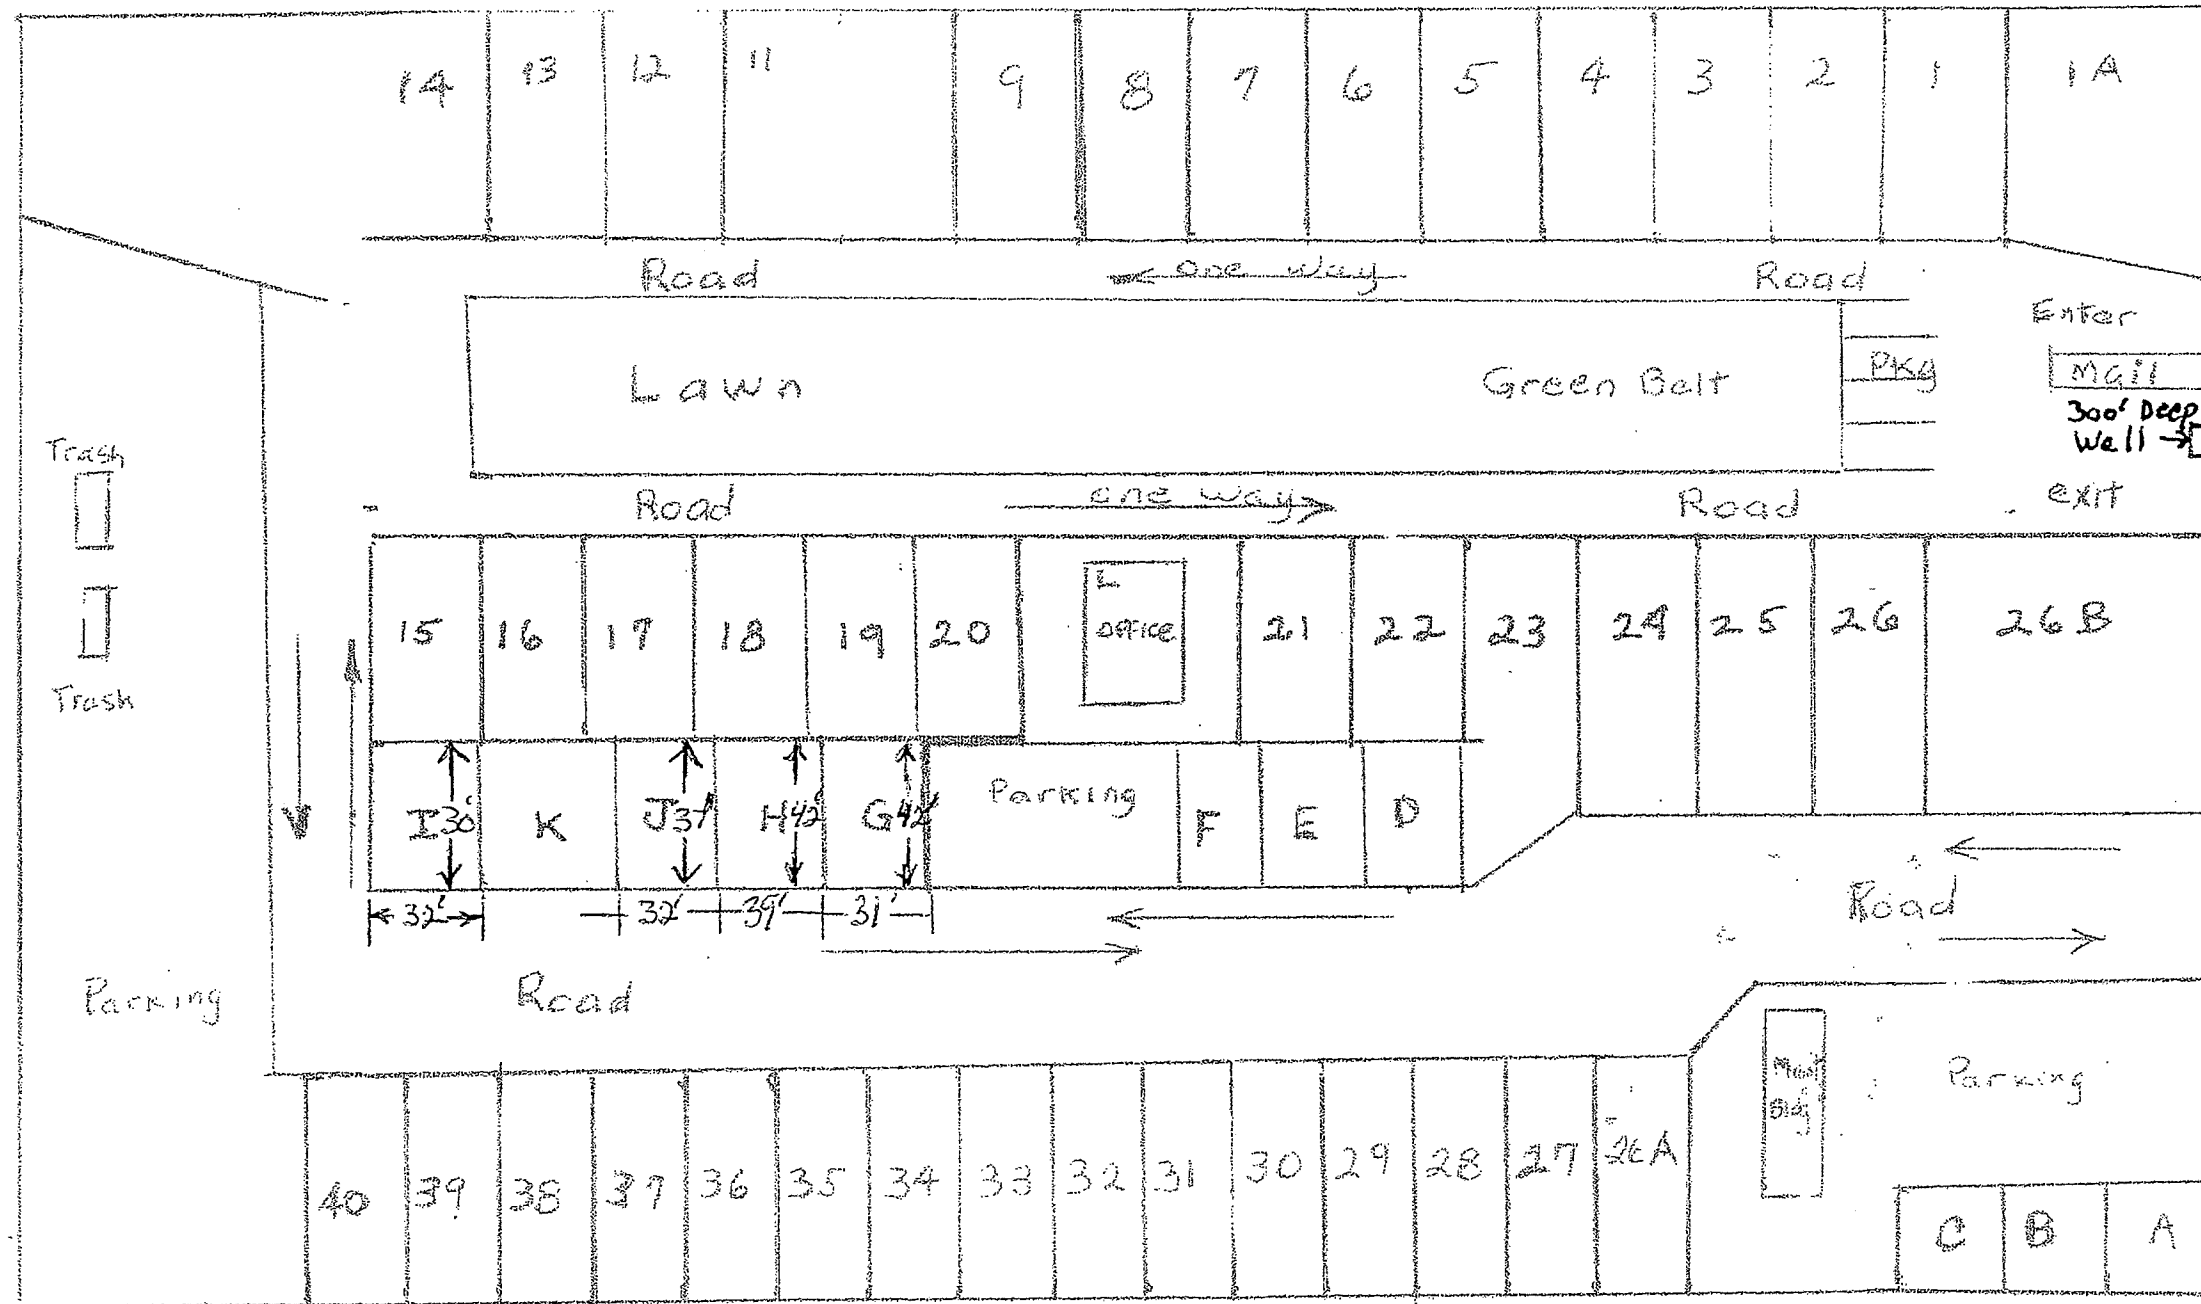 14 13 12 11 9 8 7 6 5 4 3 2 1 1A
Road one way Road
Enter
Lawn Green Belt PKg Mail
300' Deep
Well →
Trash
Road one way Road exit
L
OFFICE
15 16 17 18 19 20 21 22 23 24 25 26 26B
Trash
I 30' K J 37' H 42' G 42' Parking F E D
32' 32' 39' 31'
Road
Parking Road
Parking
Bldg
40 39 38 37 36 35 34 33 32 31 30 29 28 27 26A
C B A